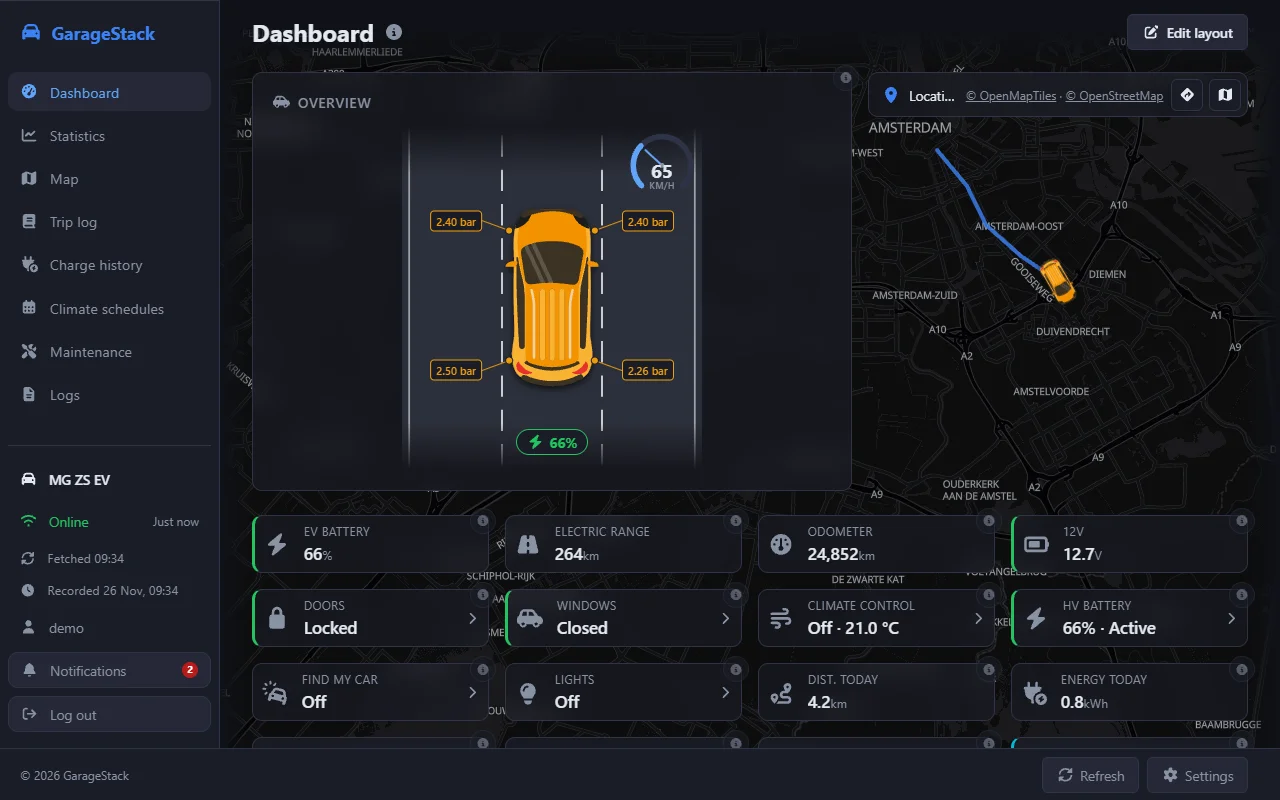 GarageStack
Dashboard
Statistics
Map
Trip log
Charge history
Climate schedules
Maintenance
Logs
MG ZS EV
Online
Just now
Fetched 09:34
Recorded 26 Nov, 09:34
demo
Notifications
2
Log out
Dashboard
Edit layout
HAARLEMMERLIEDE
OVERVIEW
65
KM/H
2.40 bar
2.40 bar
2.50 bar
2.26 bar
66%
Locati...
© OpenMapTiles · © OpenStreetMap
AMSTERDAM
M-WEST
A10
A10
AMSTERDAM-OOST
GOOISEWEG
DIEMEN
AMSTERDAM-ZUID
A10
DUIVENDRECHT
A1
A2
A9
AMSTELVOORDE
A9
OUDERKERK
AAN DE AMSTEL
A2
A9
EV BATTERY
66%
ELECTRIC RANGE
264km
ODOMETER
24,852km
12V
12.7V
SCHIPHOL-RIJK
DE ZWARTE KAT
DOORS
Locked
WINDOWS
Closed
CLIMATE CONTROL
Off · 21.0 °C
HV BATTERY
66% · Active
FIND MY CAR
Off
LIGHTS
Off
DIST. TODAY
4.2km
ENERGY TODAY
0.8kWh
BAAMBRUGGE
© 2026 GarageStack
Refresh
Settings